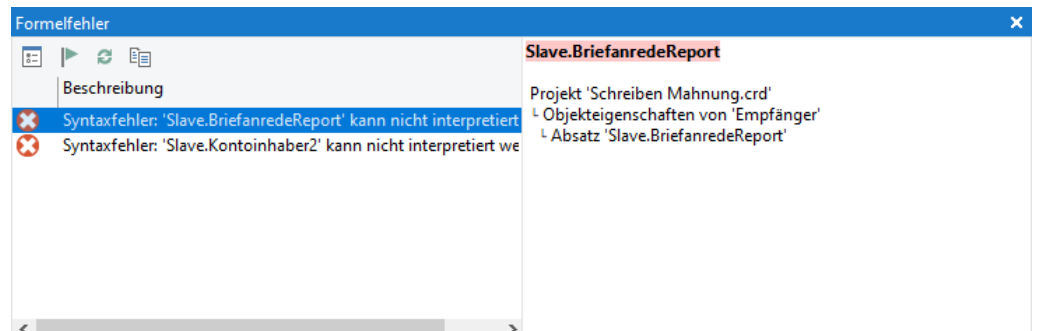 Formelfehler
Beschreibung
Syntaxfehler: 'Slave.BriefanredeReport' kann nicht interpretiert
Syntaxfehler: 'Slave.Kontoinhaber2' kann nicht interpretiert we
Slave.BriefanredeReport
Projekt 'Schreiben Mahnung.crd'
└ Objekteigenschaften von 'Empfänger'
└ Absatz 'Slave.BriefanredeReport'